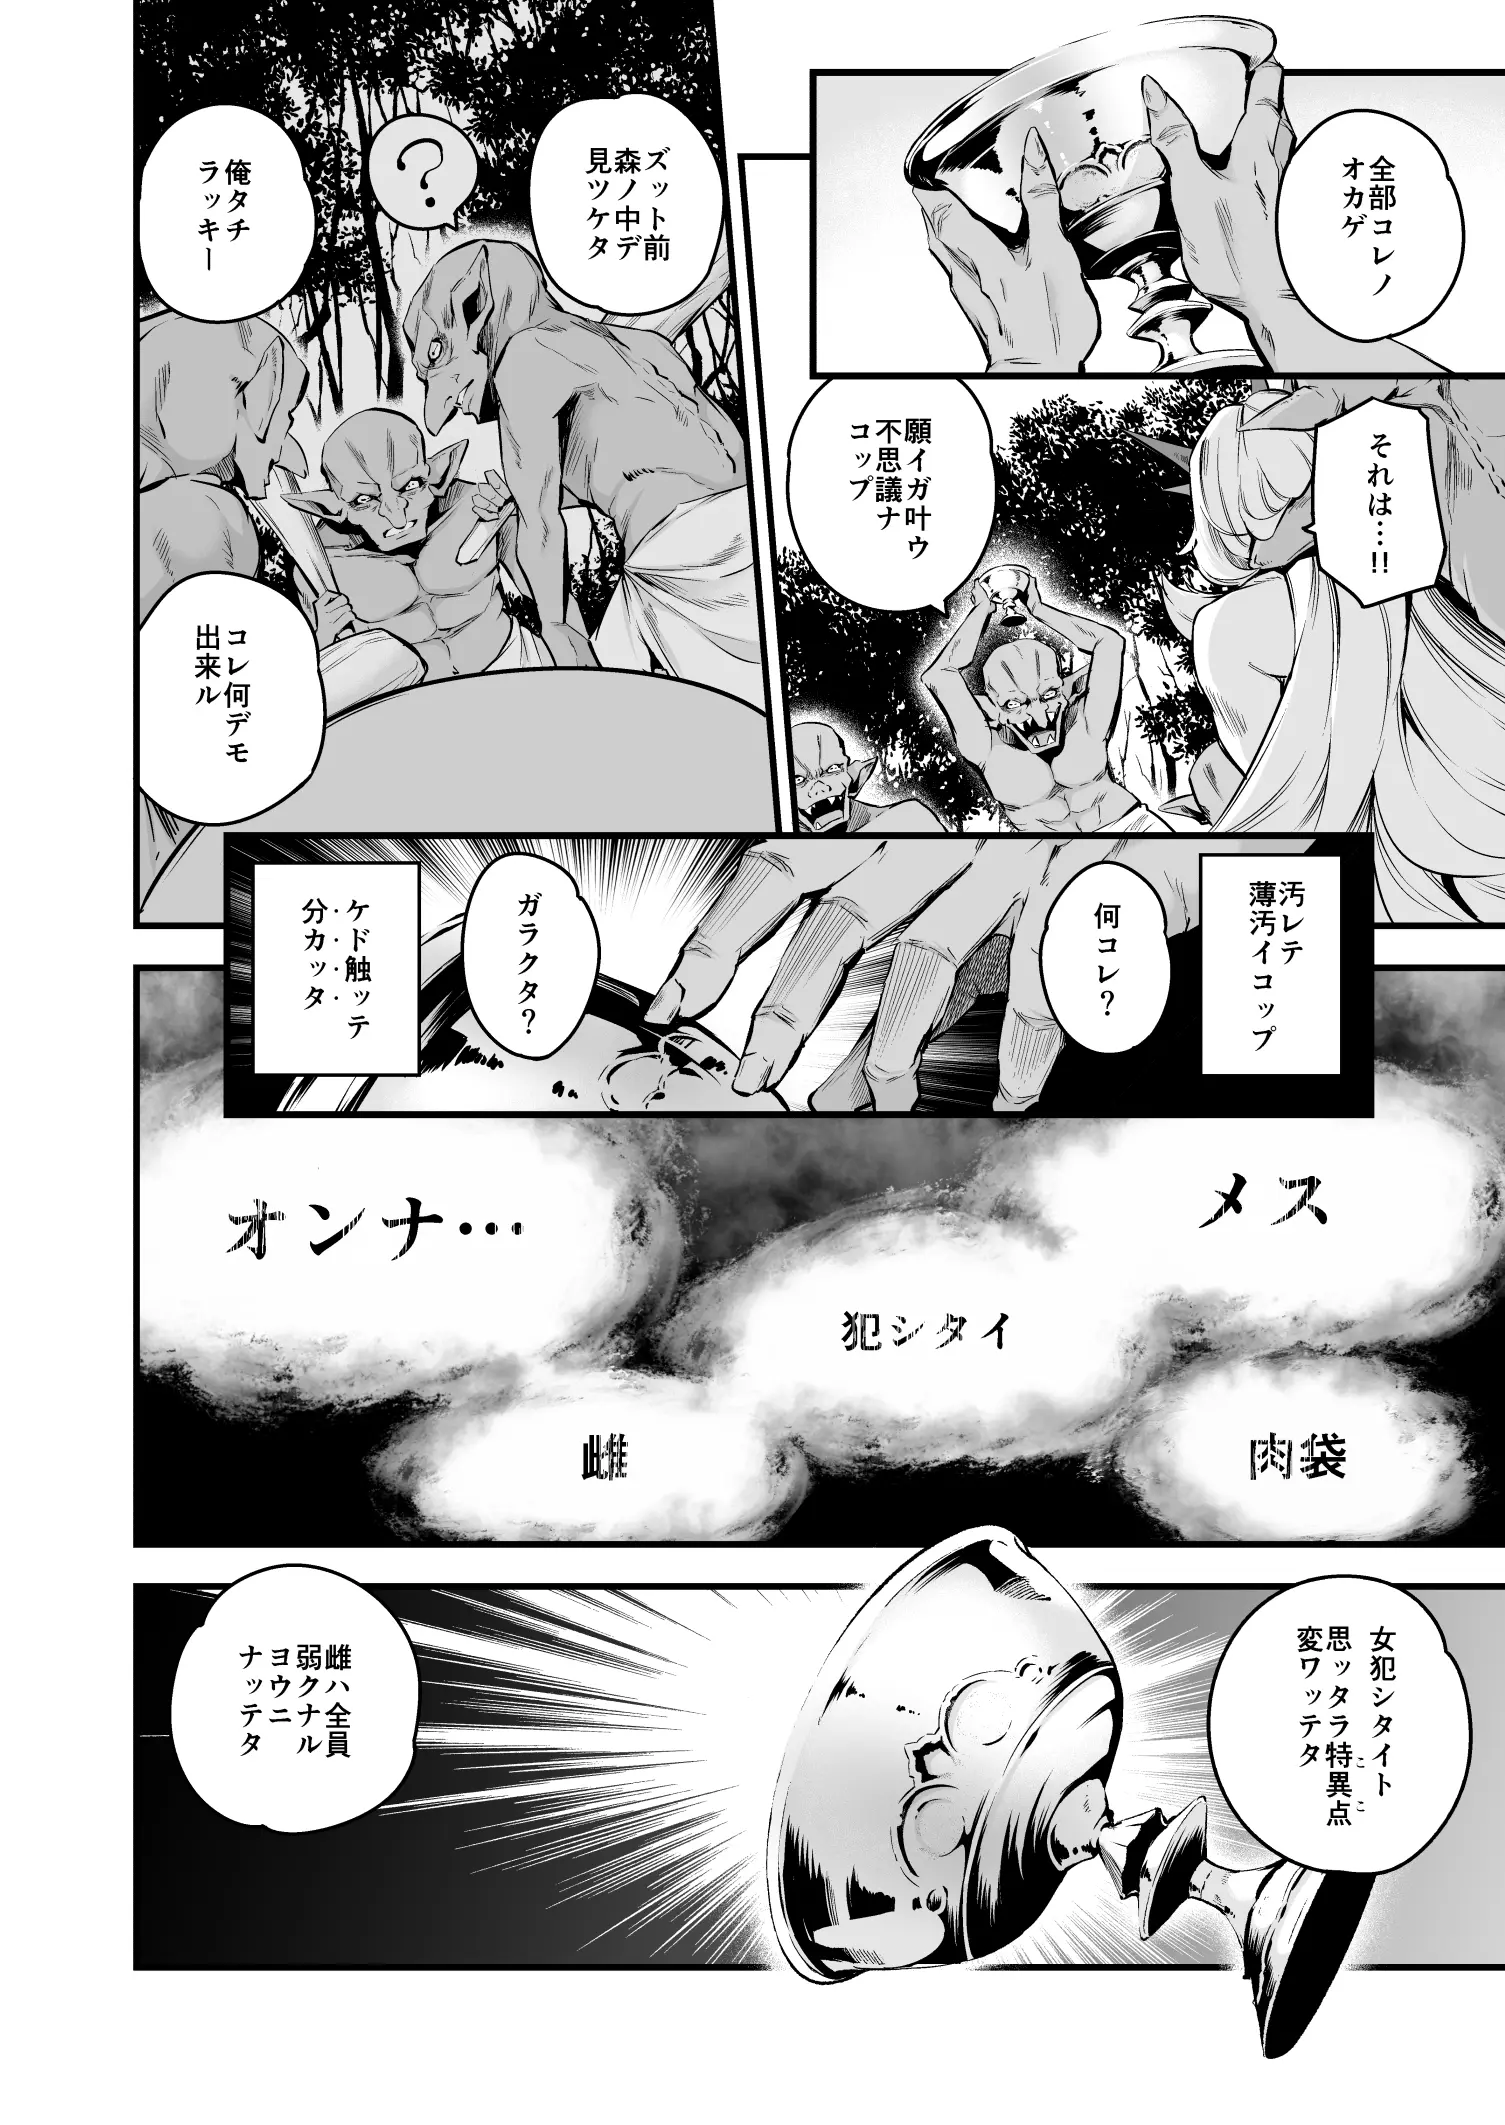 全部コレノ
オカゲ
それは…!!
願イガ叶ウ
不思議ナ
コップ
ズット前
森ノ中デ
見ツケタ
?
俺タチ
ラッキー
コレ何デモ
出来ル
汚レテ
薄汚イコップ
何コレ?
ガラクタ?
ケド触ッテ
分カッタ
メス
オンナ…
犯シタイ
肉袋
雌
女犯シタイト
思ッタラ特異点
ここ
変ワッテタ
雌ハ全員
弱クナル
ヨウニ
ナッテタ